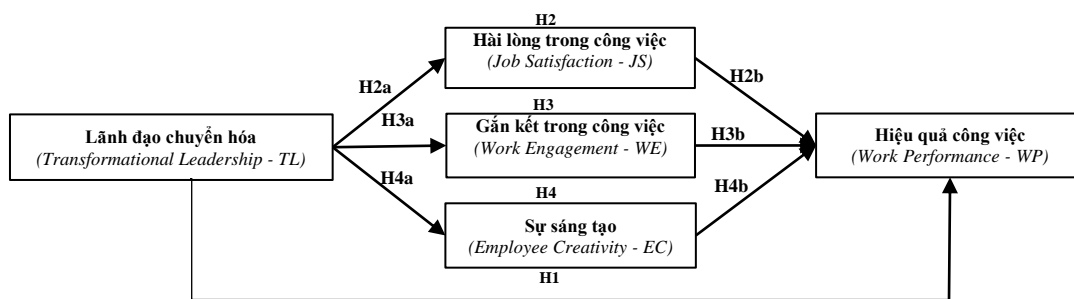 H2
Hài lòng trong công việc
(Job Satisfaction - JS)
H2a
H2b
H3
H3a
Gắn kết trong công việc
(Work Engagement - WE)
H3b
Lãnh đạo chuyển hóa
(Transformational Leadership - TL)
Hiệu quả công việc
(Work Performance - WP)
H4a
H4
H4b
Sự sáng tạo
(Employee Creativity - EC)
H1